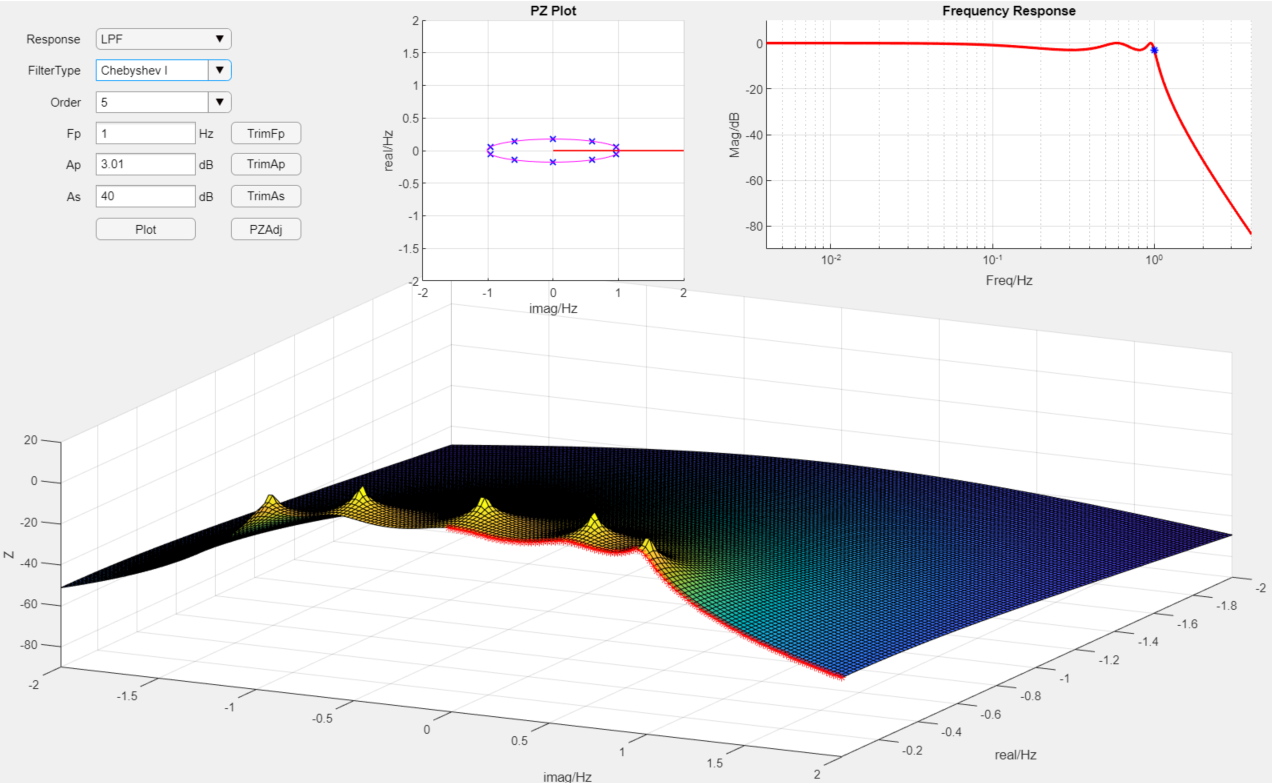 Response LPF
FilterType Chebyshev I
Order 5
Fp 1 Hz TrimFp
Ap 3.01 dB TrimAp
As 40 dB TrimAs
Plot PZAdj
PZ Plot
2
1.5
1
0.5
0
-0.5
-1
-1.5
-2
real/Hz
-2 -1 0 1 2
imag/Hz
Frequency Response
0
-20
-40
-60
-80
Mag/dB
10-2 10-1 100
Freq/Hz
20
0
-20
-40
-60
-80
Z
-2 -1.5 -1 -0.5 0 0.5 1 1.5 2
imag/Hz
-2
-1.8
-1.6
-1.4
-1.2
-1
-0.8
-0.6
-0.4
-0.2
real/Hz